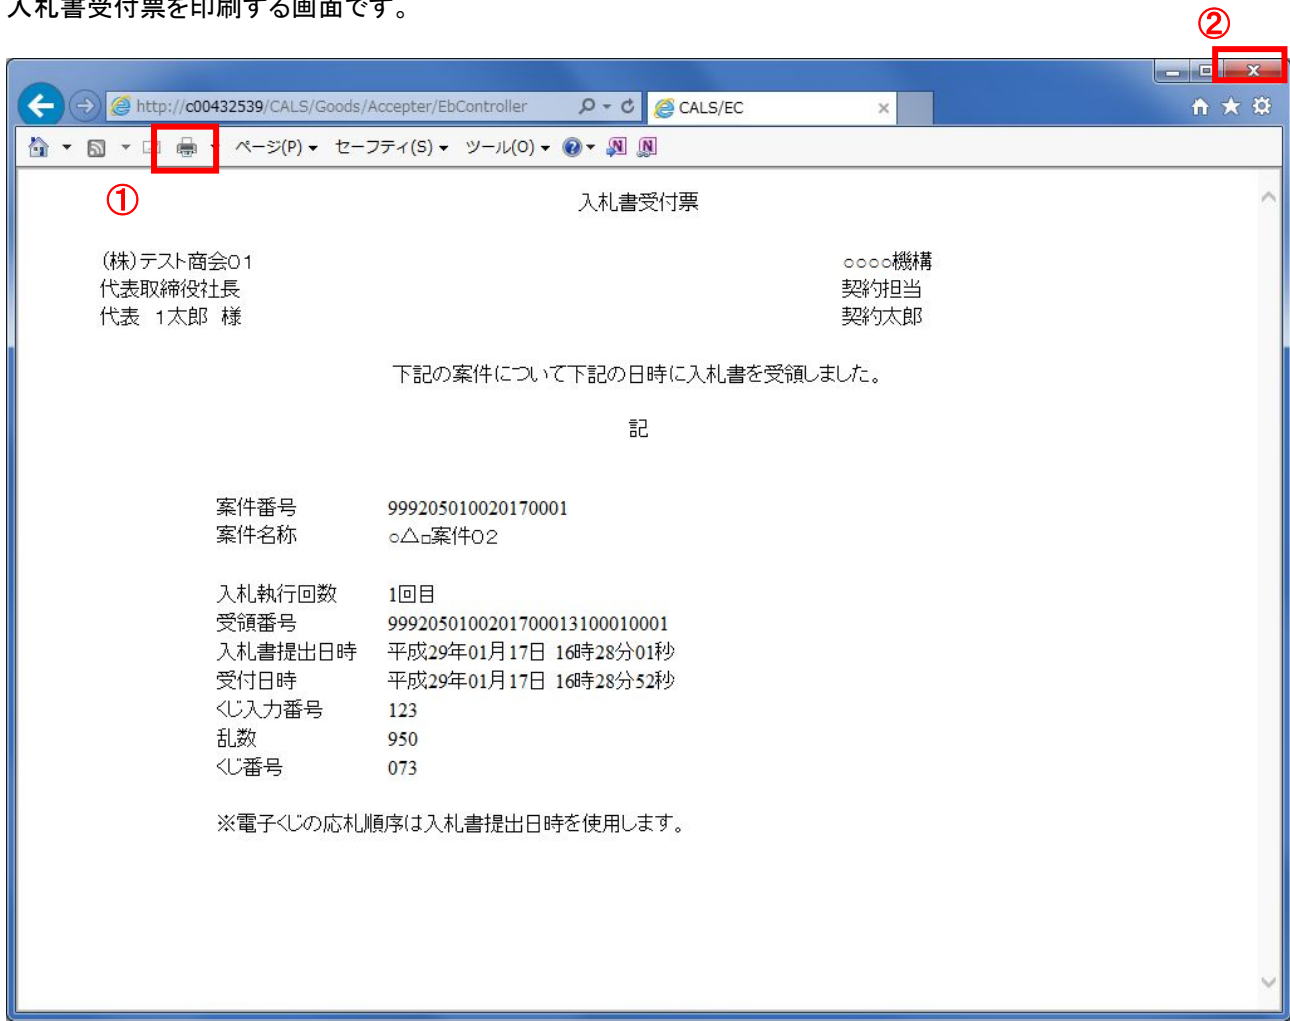 入札書受付票を印刷する画面です。
②
http://c00432539/CALS/Goods/Accepter/EbController
CALS/EC
ページ(P) セーフティ(S) ツール(O)
①
入札書受付票
(株)テスト商会01
○○○○機構
代表取締役社長
契約担当
代表 1太郎 様
契約太郎
下記の案件について下記の日時に入札書を受領しました。
記
案件番号 999205010020170001
案件名称 ○△□案件02
入札執行回数 1回目
受領番号 9992050100201700013100010001
入札書提出日時 平成29年01月17日 16時28分01秒
受付日時 平成29年01月17日 16時28分52秒
くじ入力番号 123
乱数 950
くじ番号 073
※電子くじの応札順序は入札書提出日時を使用します。